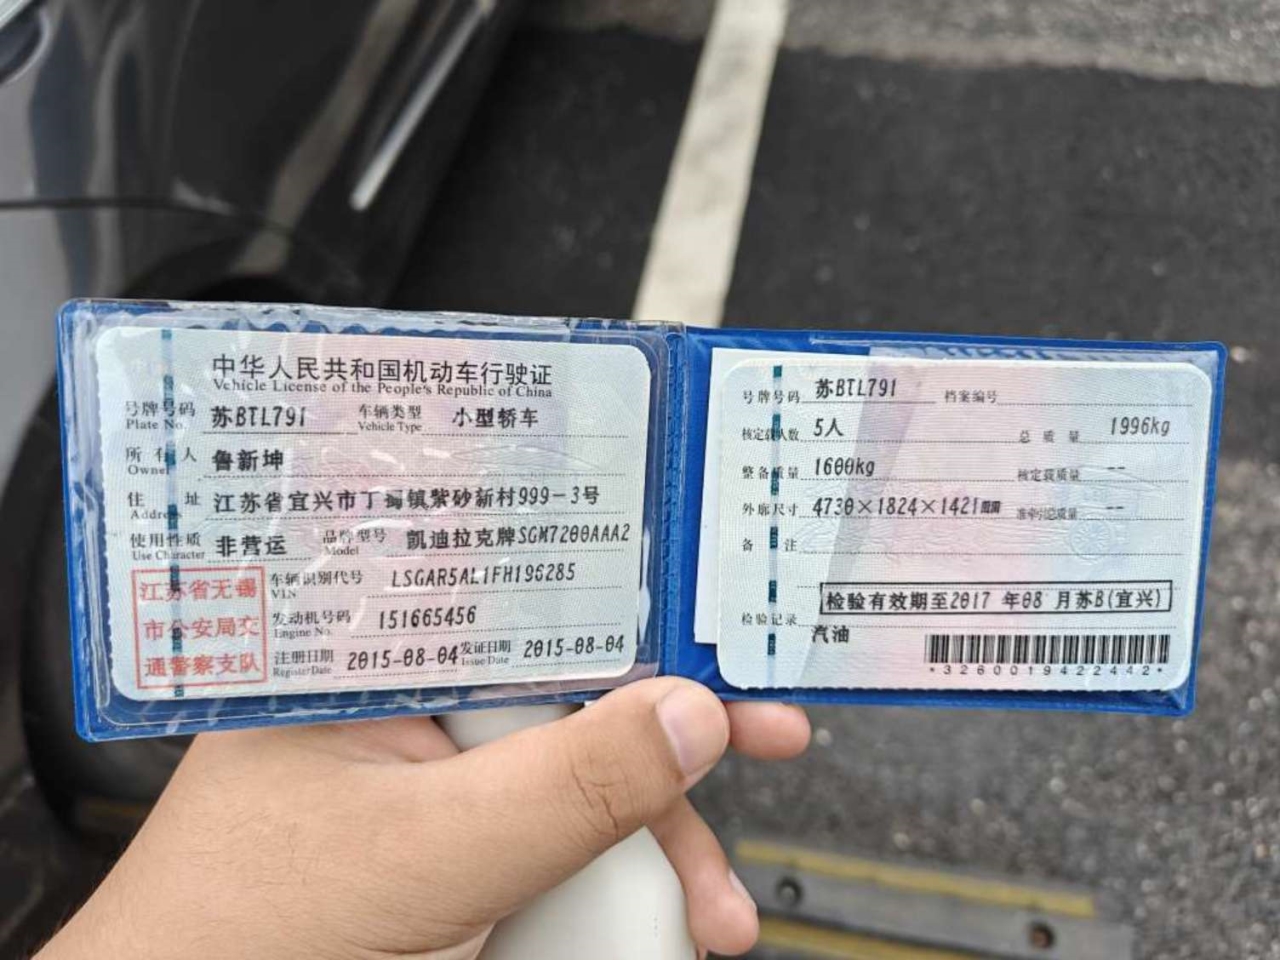 中华人民共和国机动车行驶证
Vehicle License of the People's Republic of China
号牌号码 苏BTL791 车辆类型 小型轿车
Plate No. Vehicle Type
所有人 鲁新坤
Owner
住址 江苏省宜兴市丁蜀镇紫砂新村999-3号
Address
使用性质 非营运 品牌型号 凯迪拉克牌SGM7200AAA2
Use Character Model
车辆识别代号 LSGAR5AL1FH196285
VIN
发动机号码 151665456
Engine No.
注册日期 2015-08-04 发证日期 2015-08-04
Register Date Issue Date
江苏省无锡
市公安局交
通警察支队
号牌号码 苏BTL791 档案编号
核定载人数 5人 总质量 1996kg
整备质量 1600kg 核定载质量 --
外廓尺寸 4730×1824×1421mm 准牵引总质量 --
备注
检验有效期至2017 年08 月苏B(宜兴)
检验记录
汽油
*3260019422442*